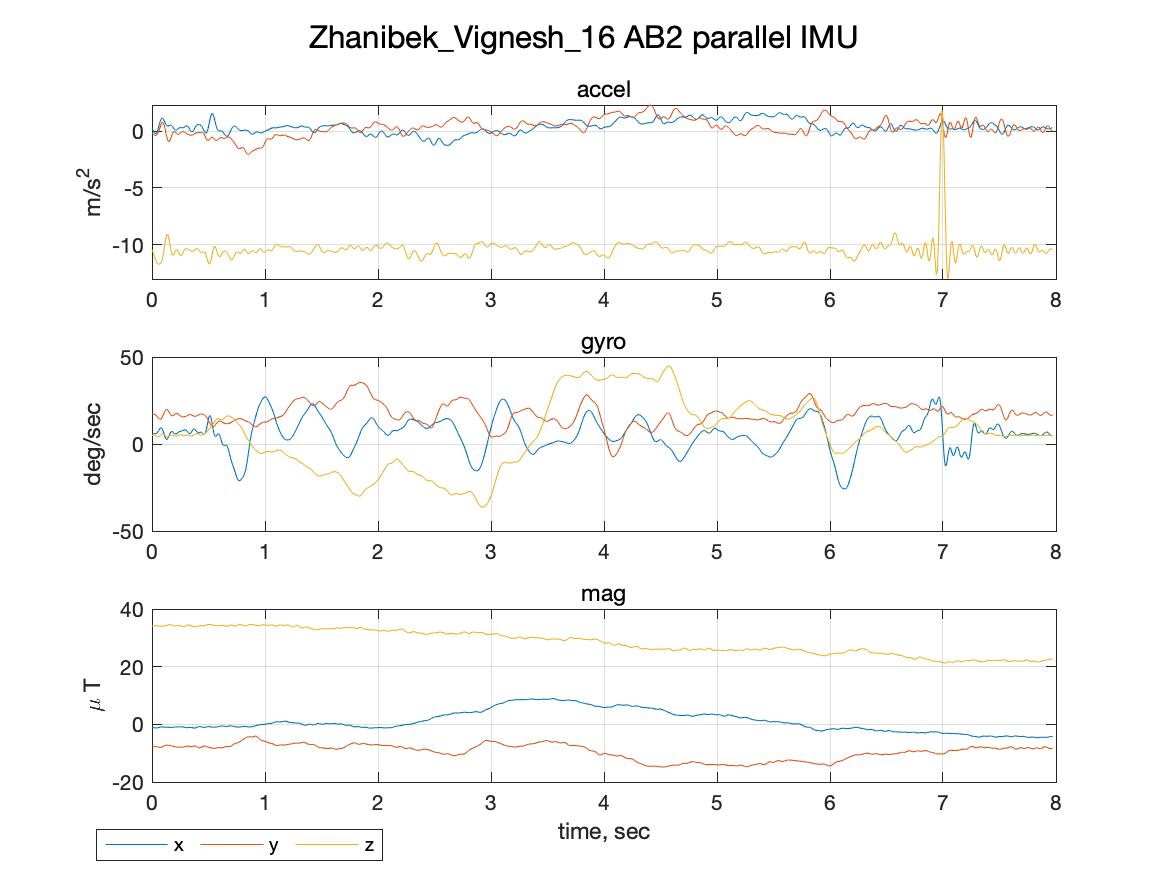 Zhanibek_Vignesh_16 AB2 parallel IMU
accel
m/s²
0
-5
-10
0 1 2 3 4 5 6 7 8
gyro
deg/sec
50
0
-50
0 1 2 3 4 5 6 7 8
mag
μ T
40
20
0
-20
0 1 2 3 4 5 6 7 8
time, sec
x y z